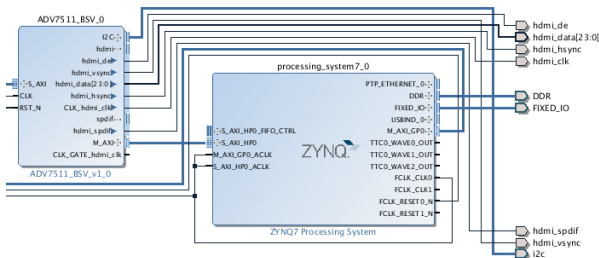 ADV7511_BSV_0
I2C
hdmi
hdmi_de
hdmi_vsync
S_AXI
hdmi_data[23:0]
CLK
hdmi_hsync
RST_N
CLK_hdmi_clk
spdif
hdmi_spdif
M_AXI
CLK_GATE_hdmi_clk
ADV7511_BSV_v1_0
processing_system7_0
PTP_ETHERNET_0
DDR
FIXED_IO
USBIND_0
S_AXI_HP0_FIFO_CTRL
M_AXI_GP0
S_AXI_HP0
TTC0_WAVE0_OUT
M_AXI_GP0_ACLK
TTC0_WAVE1_OUT
S_AXI_HP0_ACLK
TTC0_WAVE2_OUT
FCLK_CLK0
FCLK_CLK1
FCLK_RESET0_N
FCLK_RESET1_N
ZYNQ
ZYNQ7 Processing System
hdmi_de
hdmi_data[23:0]
hdmi_hsync
hdmi_clk
DDR
FIXED_IO
hdmi_spdif
hdmi_vsync
i2c